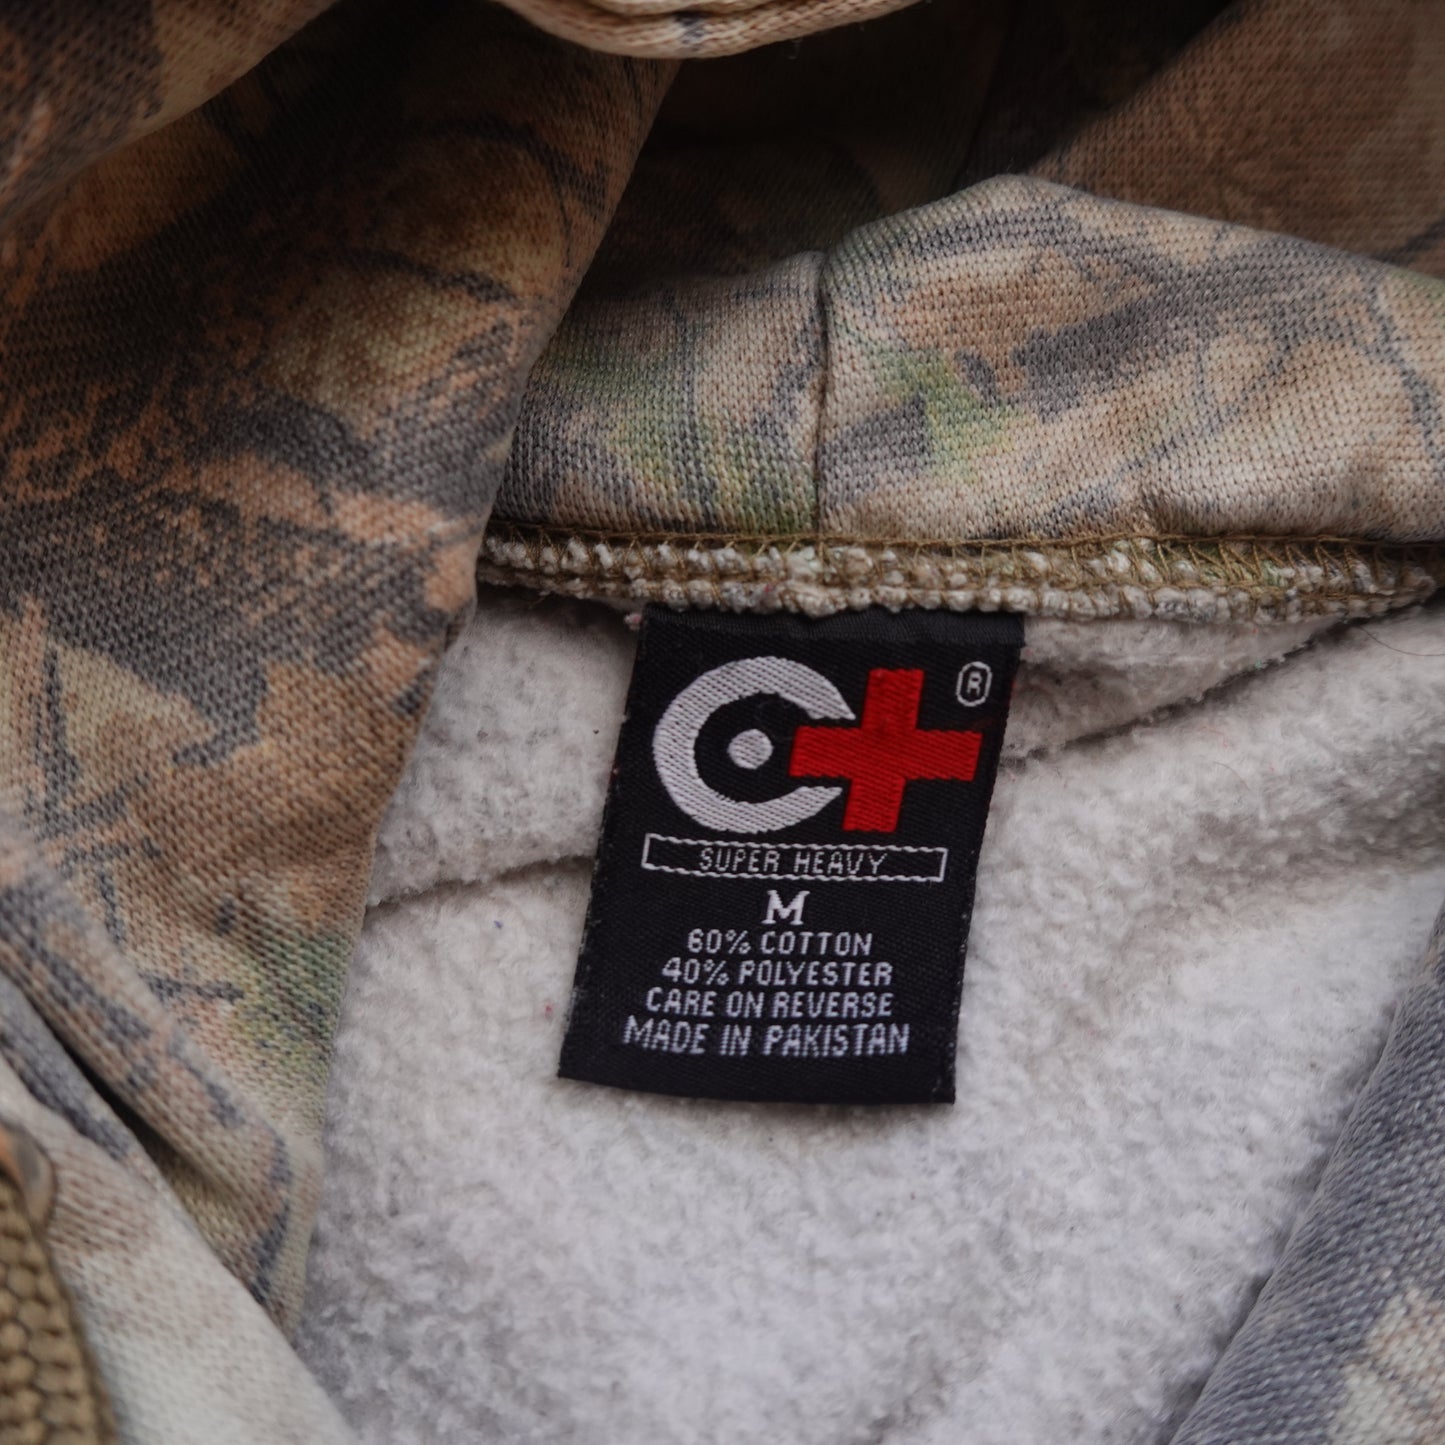 ®
SUPER HEAVY
M
60% COTTON
40% POLYESTER
CARE ON REVERSE
MADE IN PAKISTAN